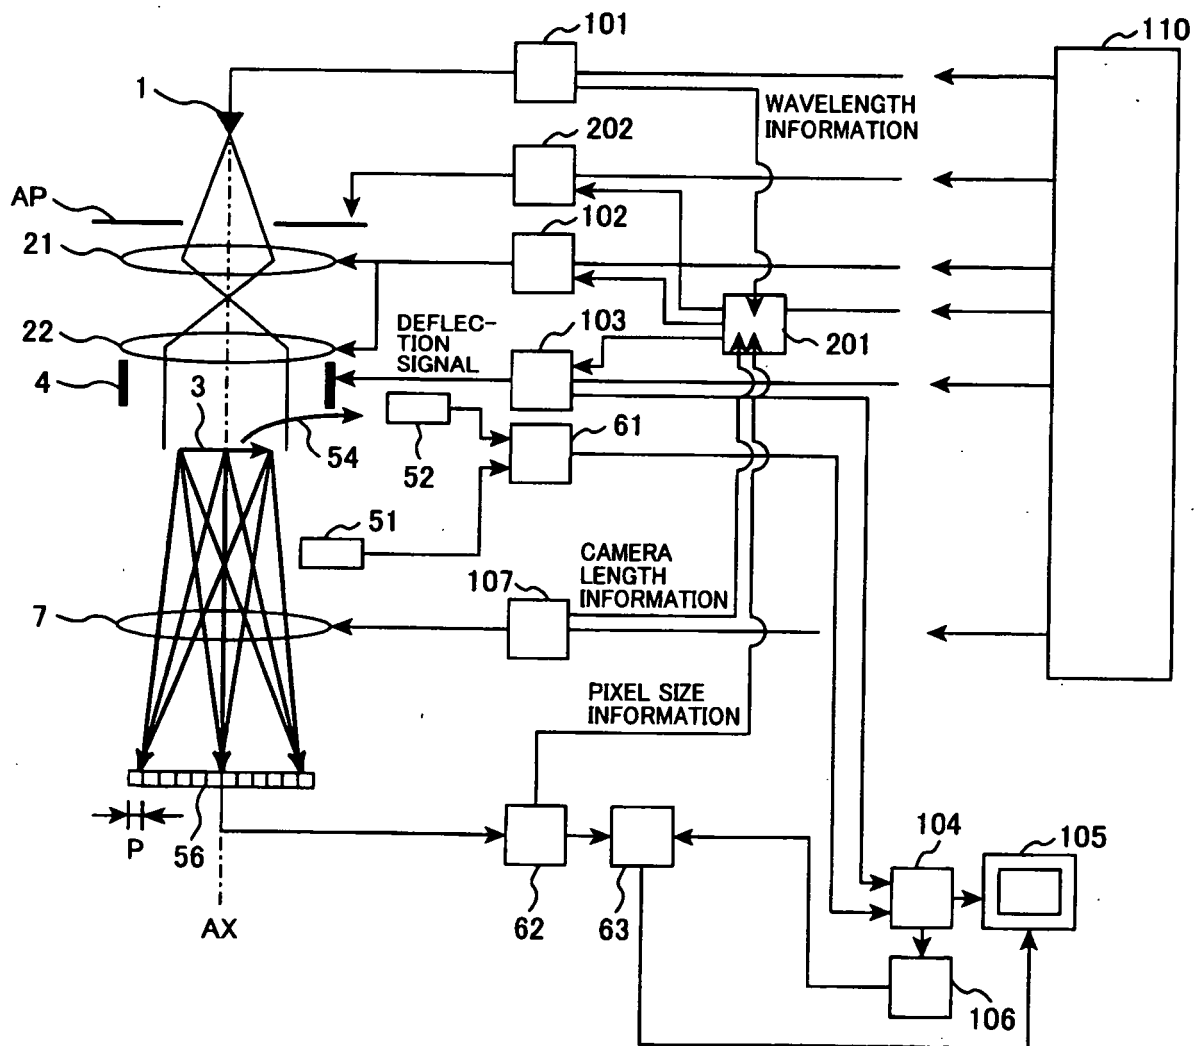 101
110
1
WAVELENGTH
INFORMATION
202
AP
102
21
22
DEFLEC-
TION
SIGNAL
103
201
4
3
54
52
61
51
CAMERA
LENGTH
INFORMATION
107
7
PIXEL SIZE
INFORMATION
P
56
62
63
104
105
AX
106